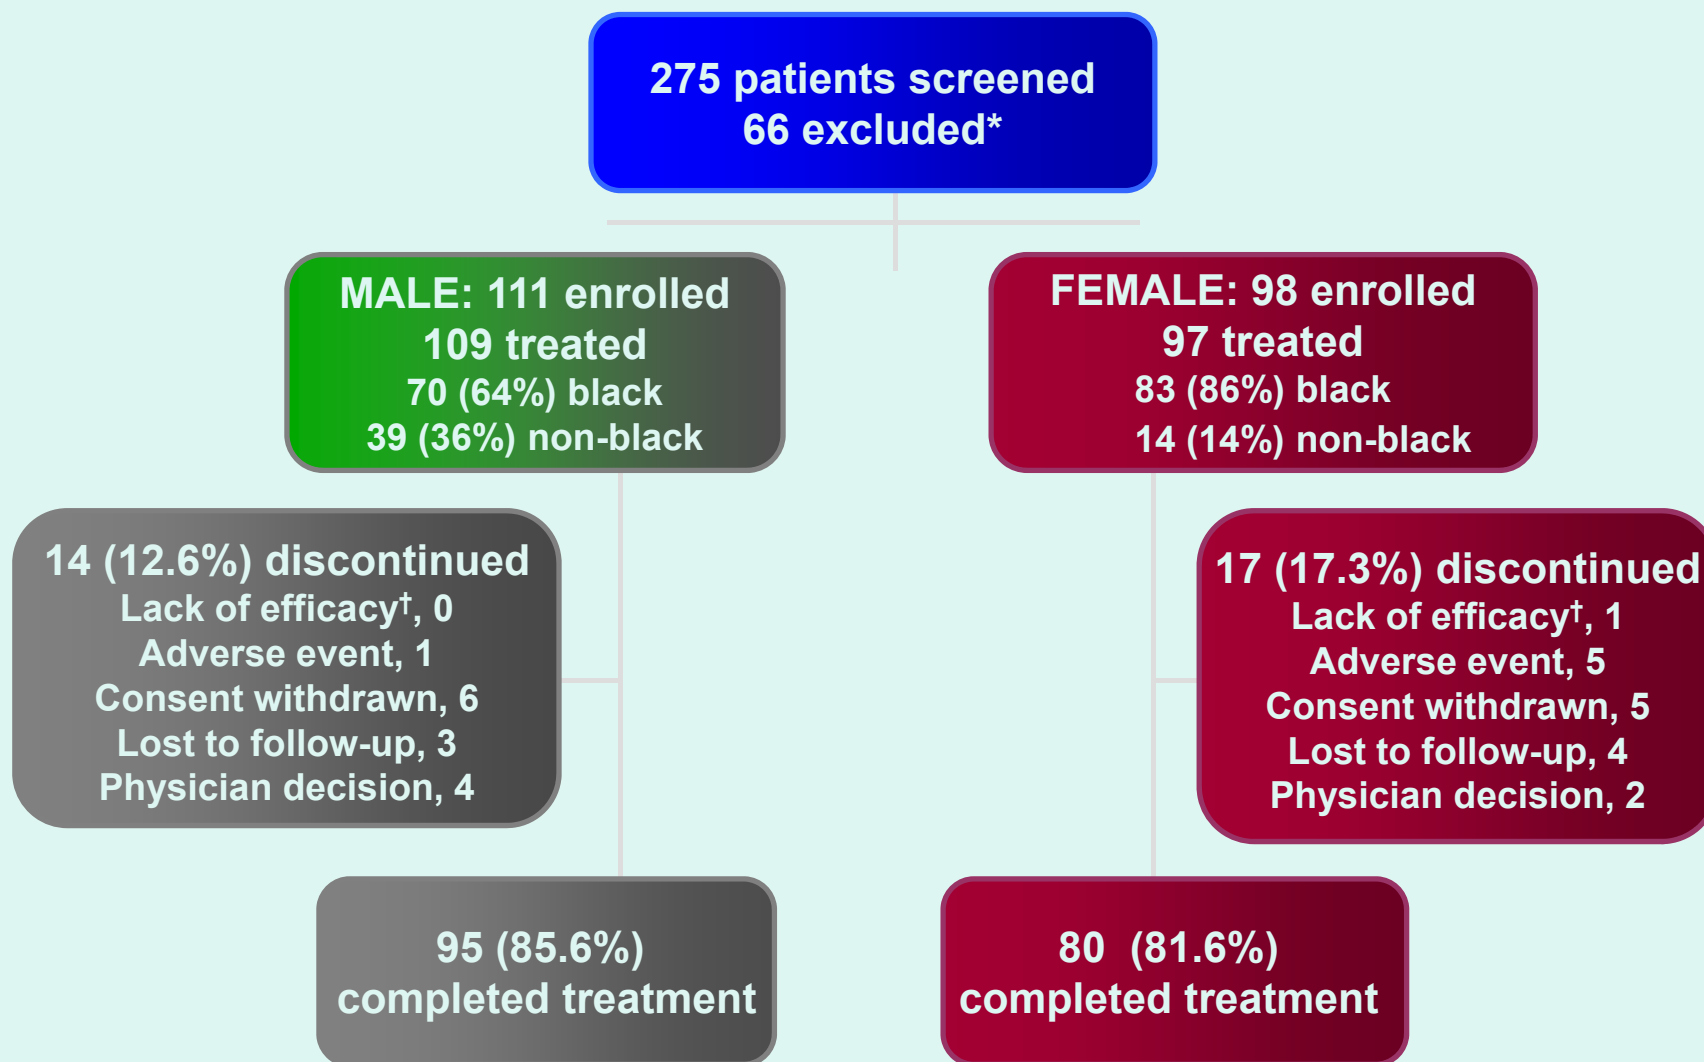 275 patients screened
66 excluded*
MALE: 111 enrolled
109 treated
70 (64%) black
39 (36%) non-black
FEMALE: 98 enrolled
97 treated
83 (86%) black
14 (14%) non-black
14 (12.6%) discontinued
Lack of efficacy†, 0
Adverse event, 1
Consent withdrawn, 6
Lost to follow-up, 3
Physician decision, 4
17 (17.3%) discontinued
Lack of efficacy†, 1
Adverse event, 5
Consent withdrawn, 5
Lost to follow-up, 4
Physician decision, 2
95 (85.6%)
completed treatment
80 (81.6%)
completed treatment